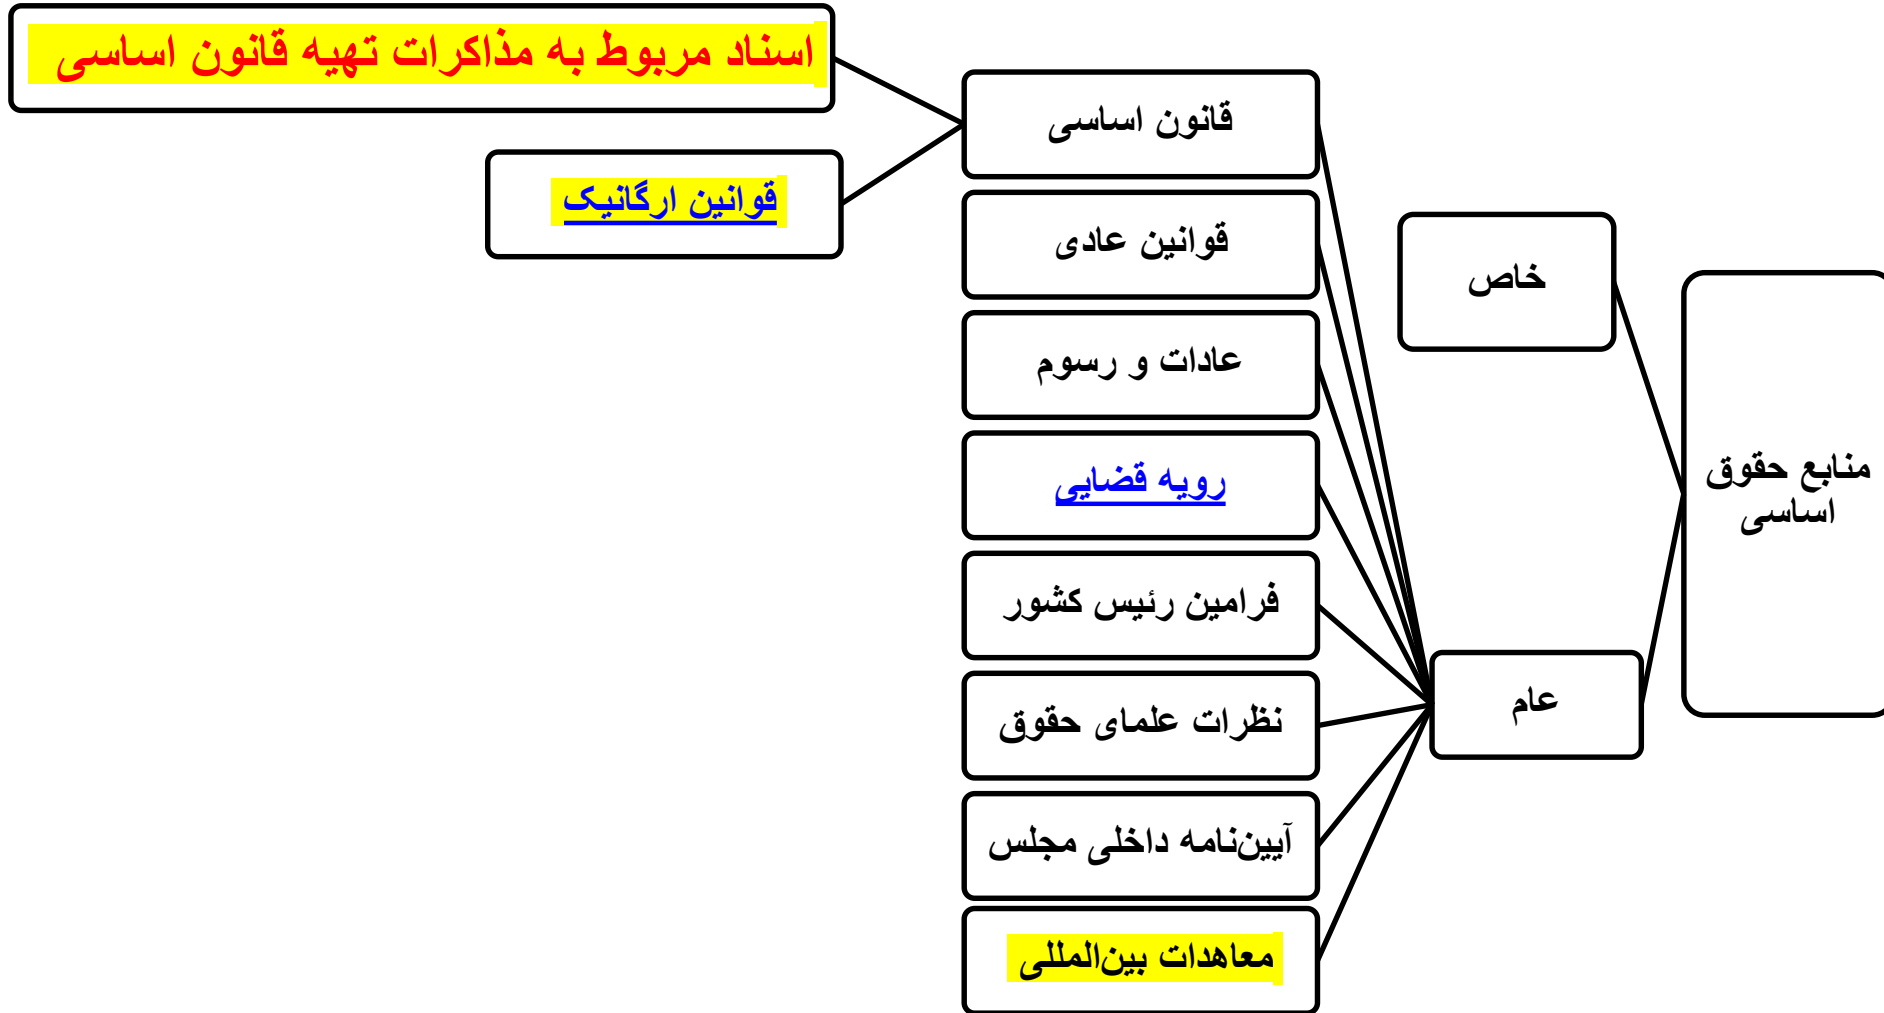 منابع حقوق
اساسی
خاص
عام
قانون اساسی
اسناد مربوط به مذاکرات تهیه قانون اساسی
قوانین ارگانیک
قوانین عادی
عادات و رسوم
رویه قضایی
فرامین رئیس کشور
نظرات علمای حقوق
آیین‌نامه داخلی مجلس
معاهدات بین‌المللی